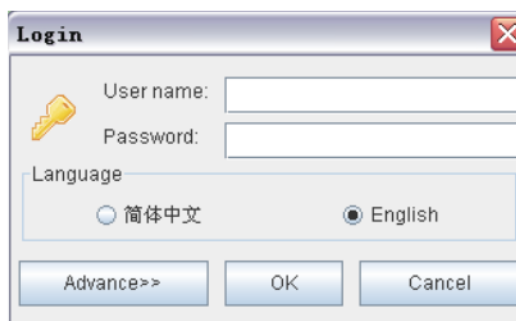 Login
User name:
Password:
Language
简体中文 English
Advance>> OK Cancel